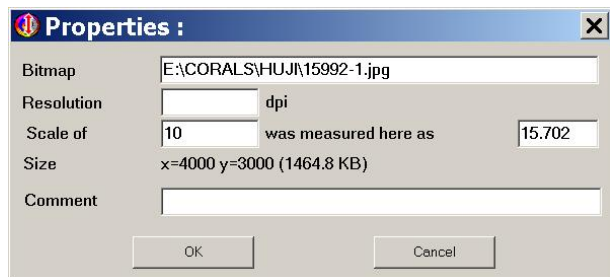 Properties :
Bitmap E:\CORALS\HUJI\15992-1.jpg
Resolution dpi
Scale of 10 was measured here as 15.702
Size x=4000 y=3000 (1464.8 KB)
Comment
OK Cancel